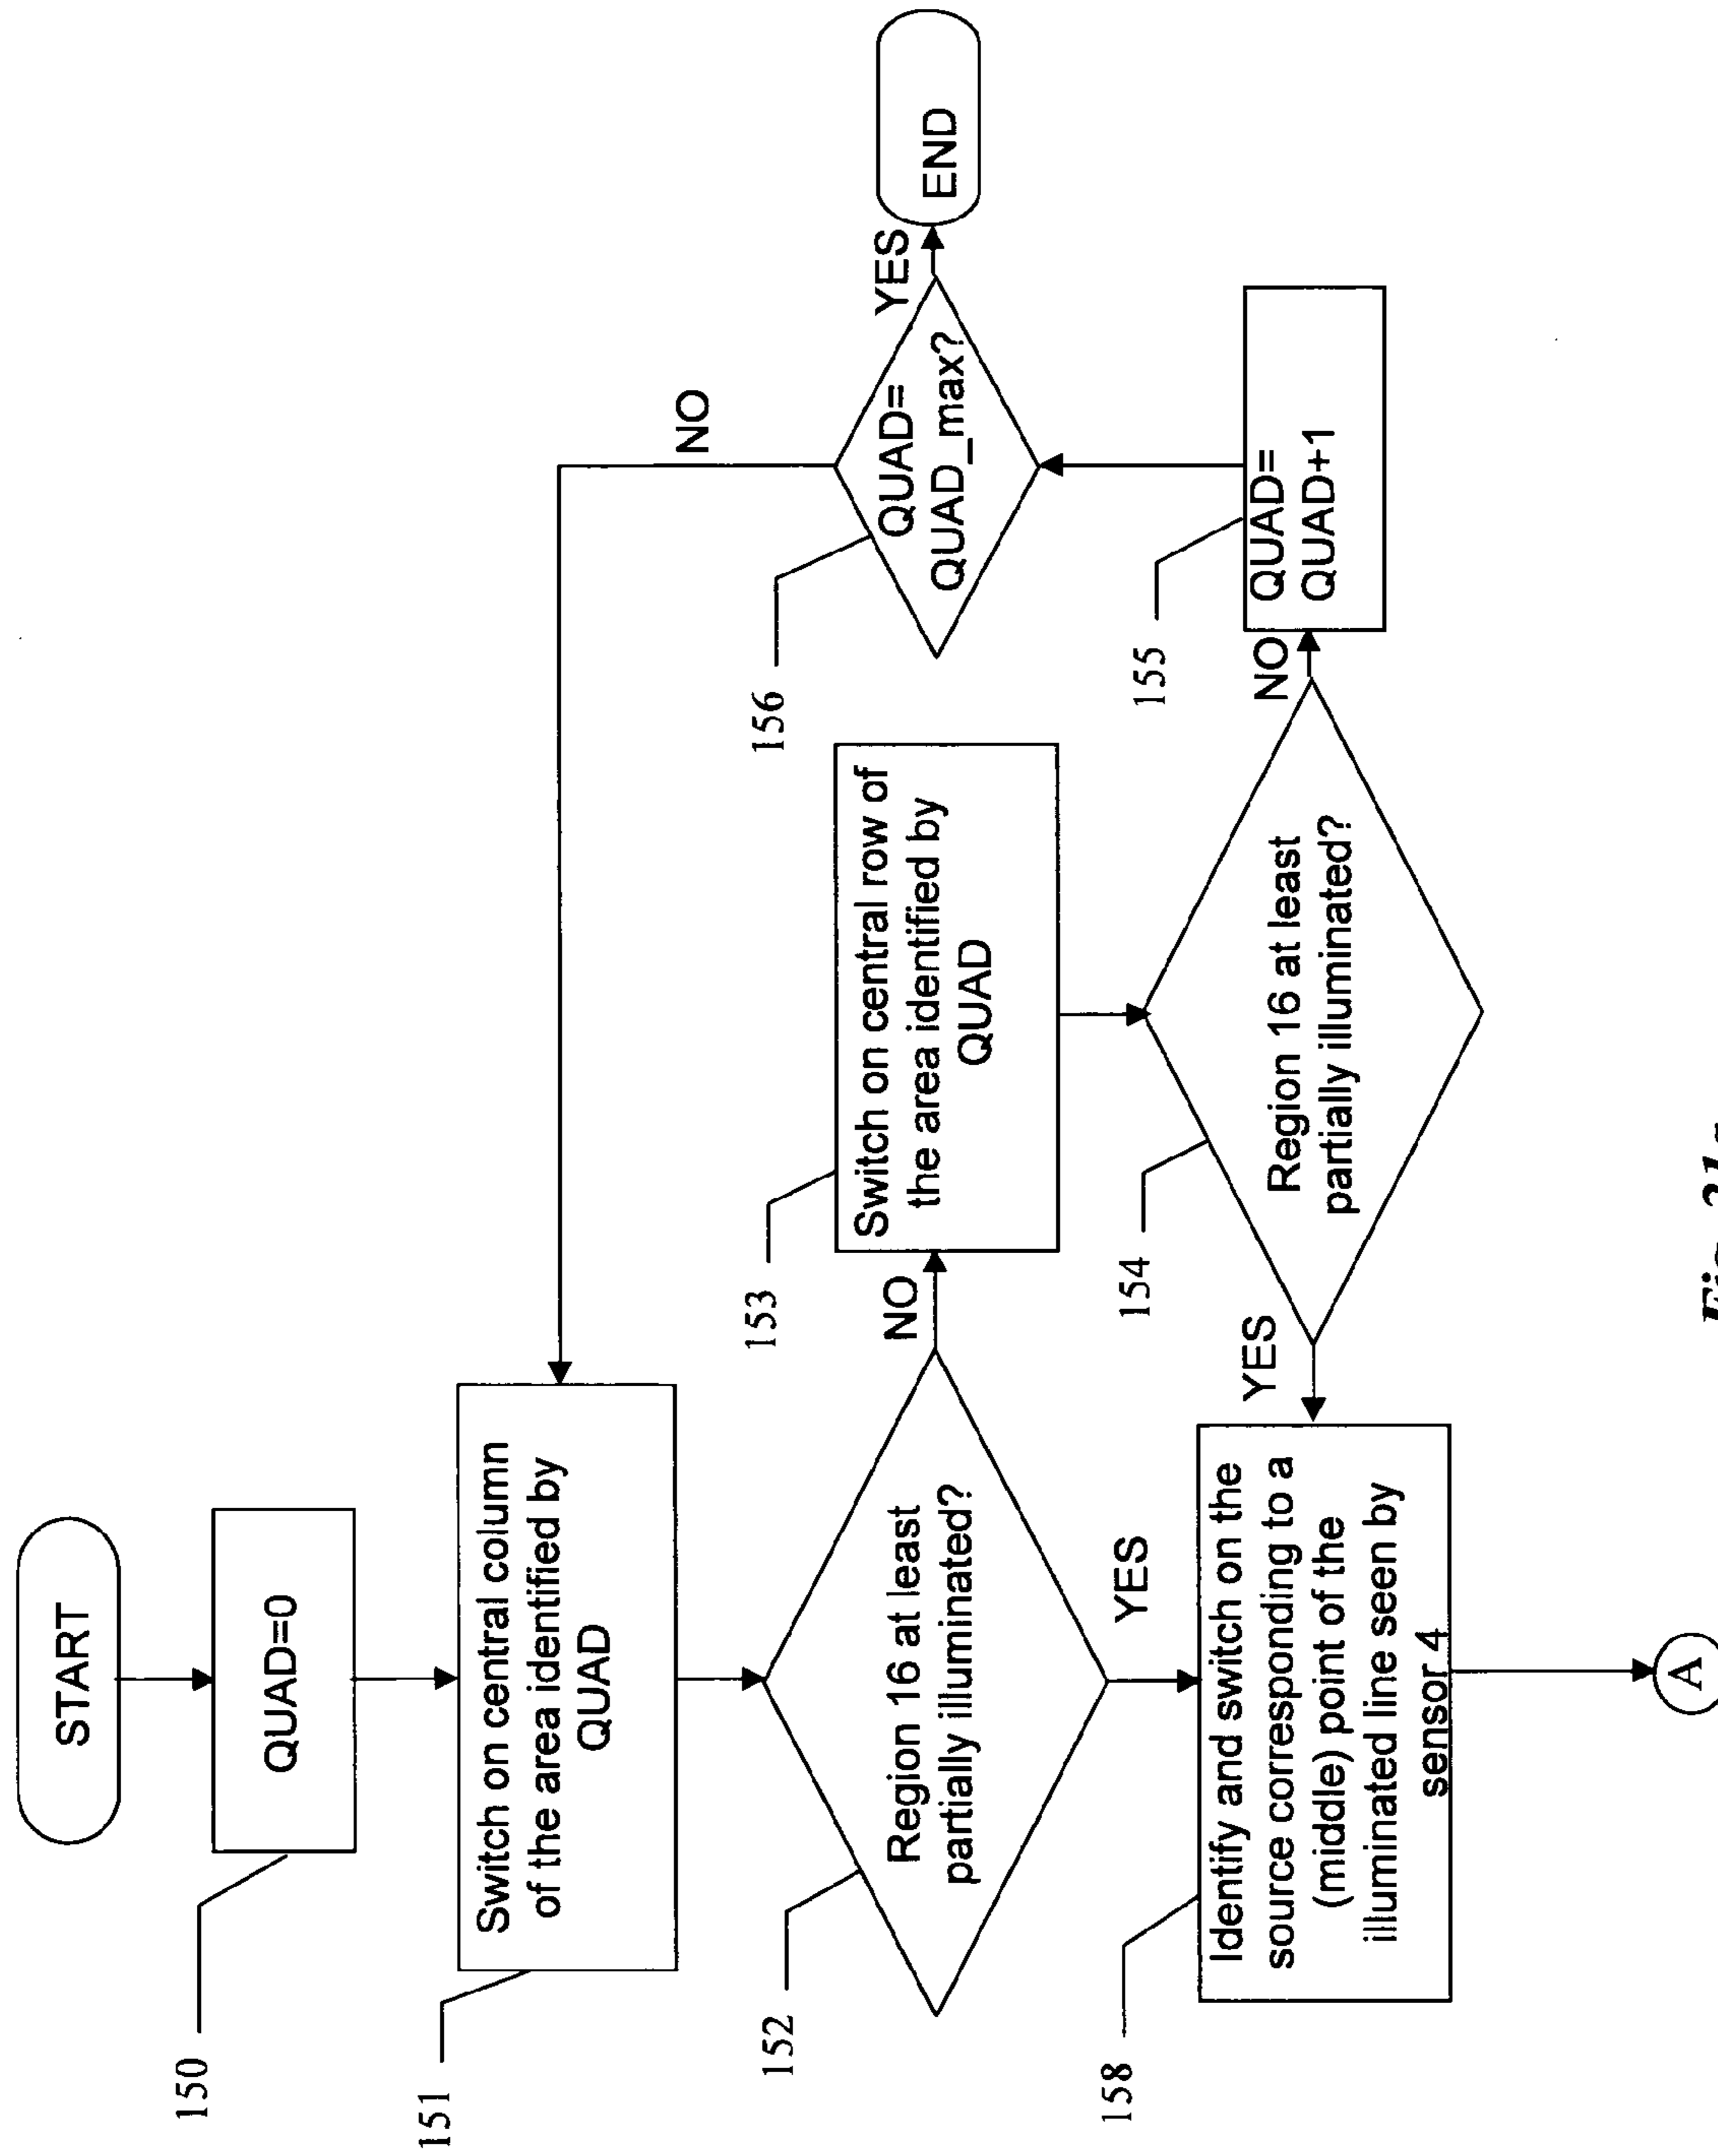 START
150
QUAD=0
151
Switch on central column
of the area identified by
QUAD
152
Region 16 at least
partially illuminated?
NO
YES
153
Switch on central row of
the area identified by
QUAD
154
Region 16 at least
partially illuminated?
YES
NO
155
QUAD=
QUAD+1
156
QUAD=
QUAD_max?
NO
YES
END
158
Identify and switch on the
source corresponding to a
(middle) point of the
illuminated line seen by
sensor 4
A